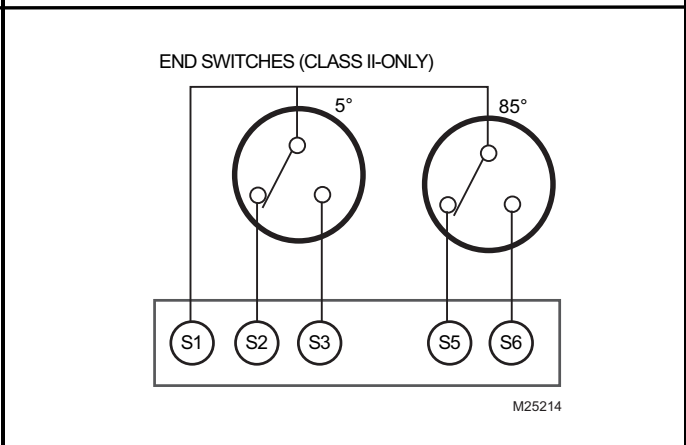 END SWITCHES (CLASS II-ONLY)
5°
85°
S1 S2 S3 S5 S6
M25214